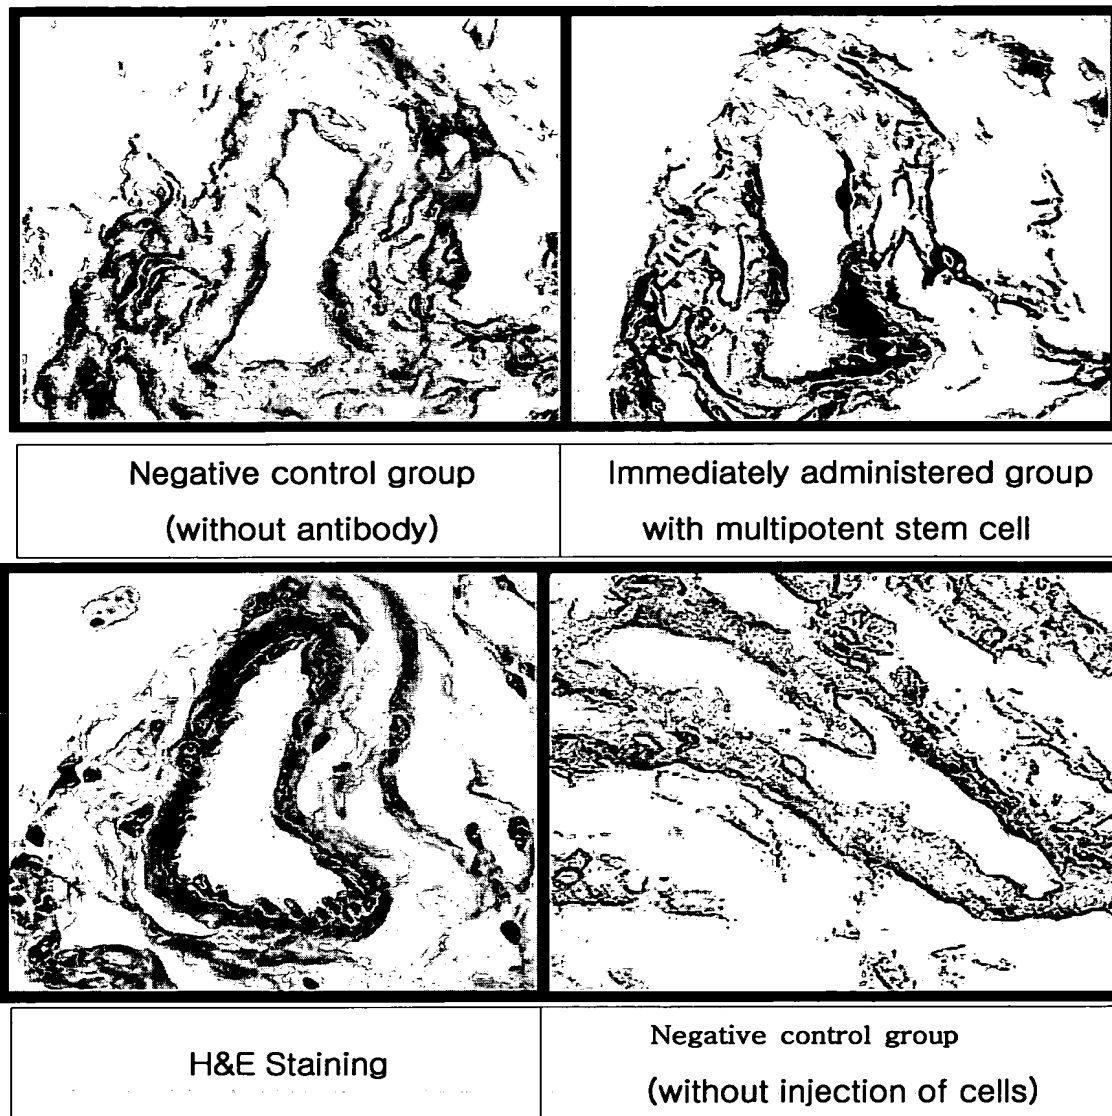 Negative control group
(without antibody)
Immediately administered group
with multipotent stem cell
H&E Staining
Negative control group
(without injection of cells)